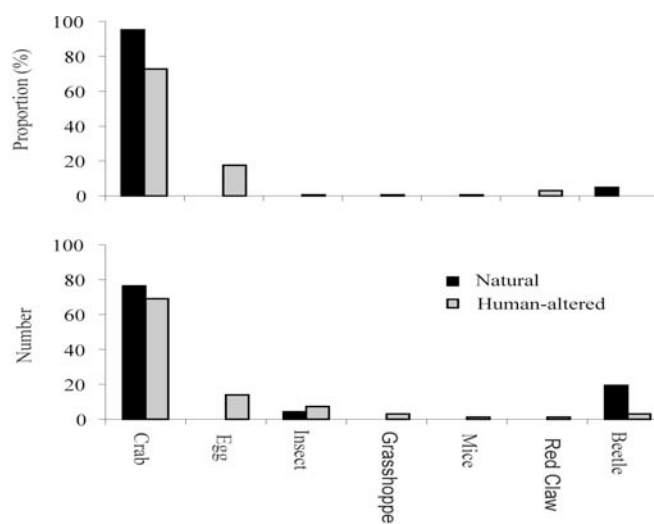 Proportion (%)
100
80
60
40
20
0
Number
100
80
60
40
20
0
Natural
Human-altered
Crab
Egg
Insect
Grasshoppe
Mice
Red Claw
Beetle